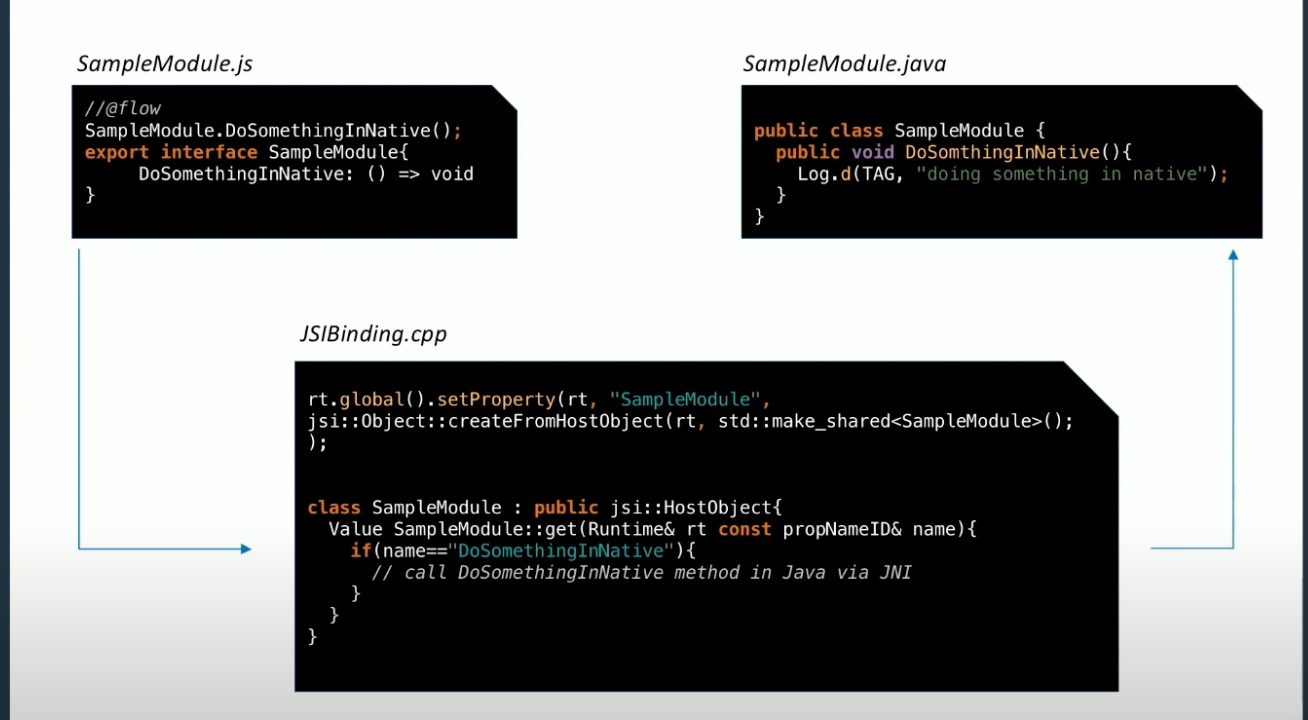 SampleModule.js
//@flow
SampleModule.DoSomethingInNative();
export interface SampleModule{
DoSomethingInNative: () => void
}
SampleModule.java
public class SampleModule {
public void DoSomthingInNative(){
Log.d(TAG, "doing something in native");
}
}
JSIBinding.cpp
rt.global().setProperty(rt, "SampleModule",
jsi::Object::createFromHostObject(rt, std::make_shared<SampleModule>();
);
class SampleModule : public jsi::HostObject{
Value SampleModule::get(Runtime& rt const propNameID& name){
if(name=="DoSomethingInNative"){
// call DoSomethingInNative method in Java via JNI
}
}
}